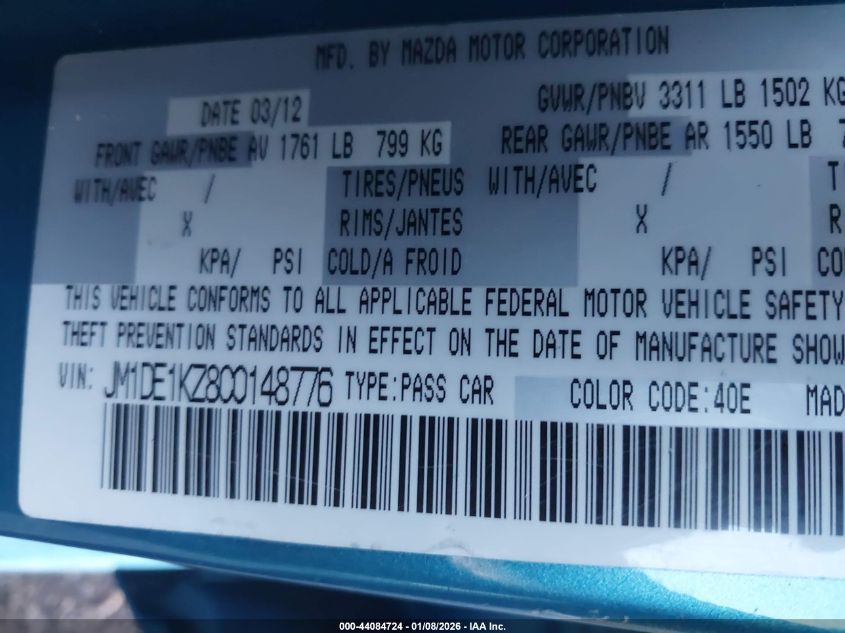 MFD. BY MAZDA MOTOR CORPORATION
DATE 03/12 GVWR/PNBV 3311 LB 1502 KG
FRONT GAWR/PNBE AV 1761 LB 799 KG REAR GAWR/PNBE AR 1550 LB 7
WITH/AVEC / TIRES/PNEUS WITH/AVEC / T
X RIMS/JANTES X R
KPA/ PSI COLD/A FROID KPA/ PSI CO
THIS VEHICLE CONFORMS TO ALL APPLICABLE FEDERAL MOTOR VEHICLE SAFETY
THEFT PREVENTION STANDARDS IN EFFECT ON THE DATE OF MANUFACTURE SHOW
VIN: JM1DE1KZ8C0148776 TYPE:PASS CAR COLOR CODE:40E MAD
000-44084724 - 01/08/2026 - IAA Inc.